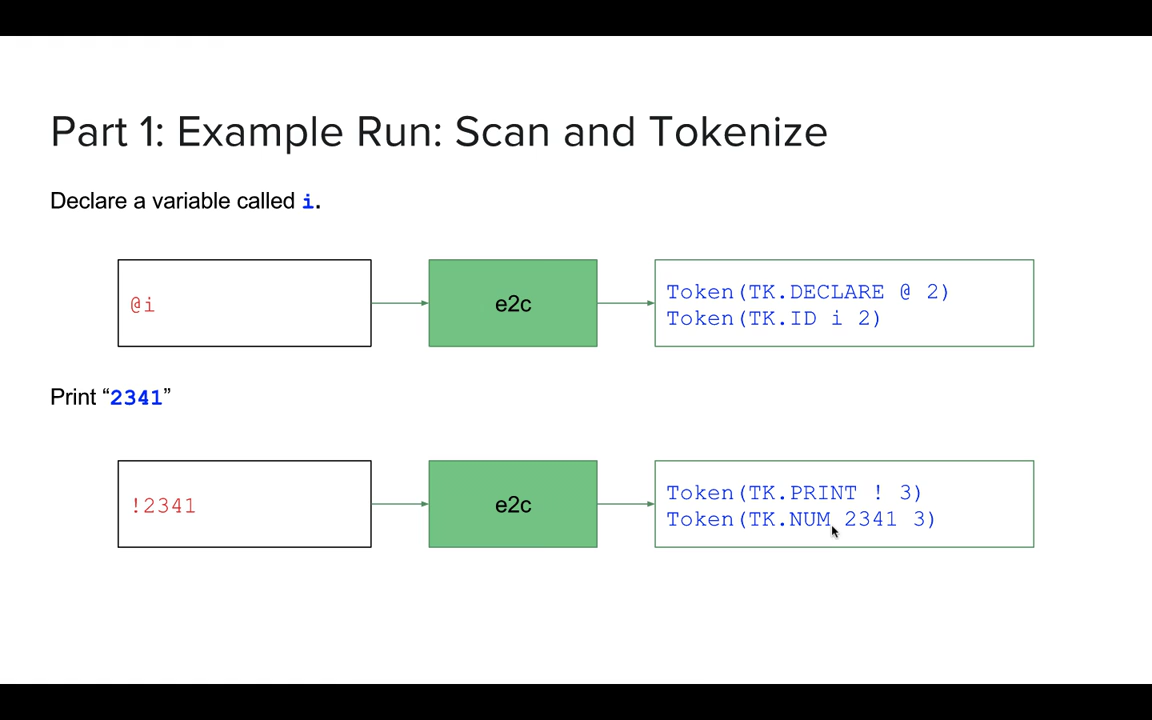 Part 1: Example Run: Scan and Tokenize
Declare a variable called i.
@i
e2c
Token(TK.DECLARE @ 2)
Token(TK.ID i 2)
Print “2341”
!2341
e2c
Token(TK.PRINT ! 3)
Token(TK.NUM 2341 3)